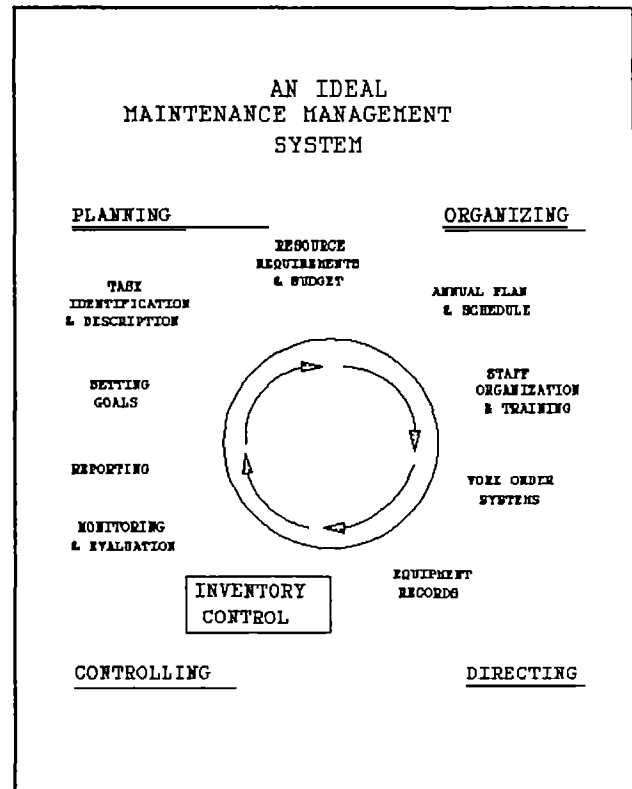 AN IDEAL
MAINTENANCE MANAGEMENT
SYSTEM
PLANNING
ORGANIZING
RESOURCE
REQUIREMENTS
& BUDGET
TASK
IDENTIFICATION
& DESCRIPTION
ANNUAL PLAN
& SCHEDULE
SETTING
GOALS
STAFF
ORGANIZATION
& TRAINING
REPORTING
WORK ORDER
SYSTEMS
MONITORING
& EVALUATION
EQUIPMENT
RECORDS
INVENTORY
CONTROL
CONTROLLING
DIRECTING